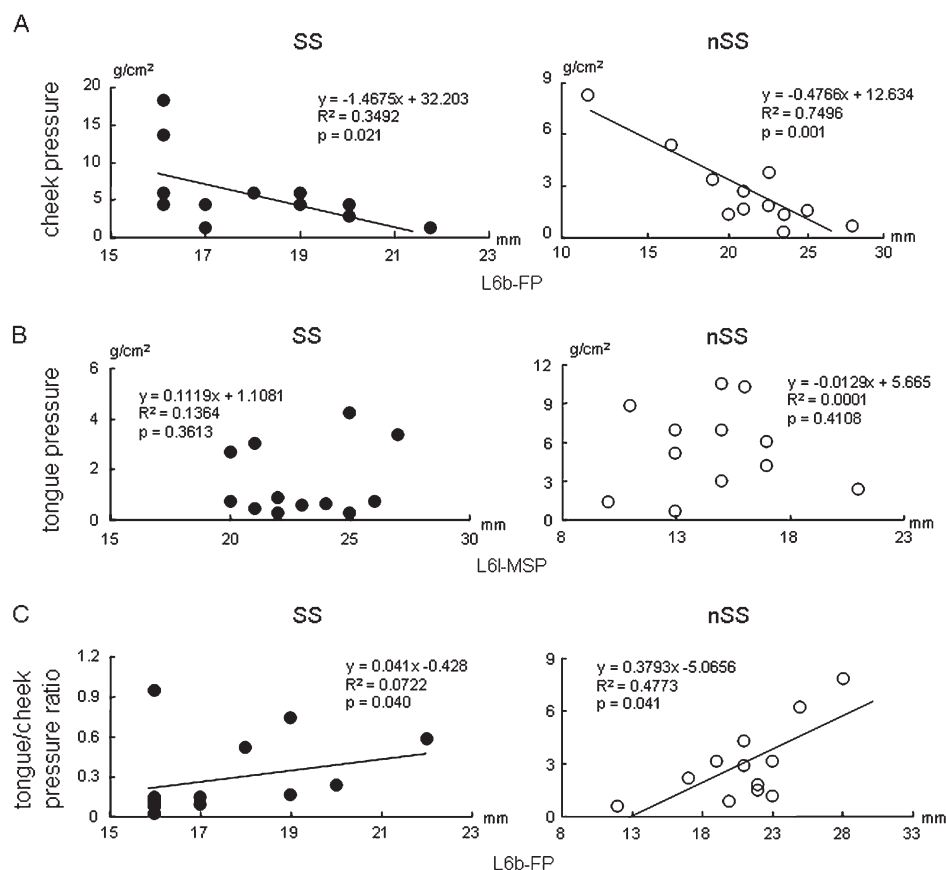 A
SS
nSS
g/cm²
g/cm²
cheek pressure
20
15
10
5
0
y = -1.4675x + 32.203
R² = 0.3492
p = 0.021
15 17 19 21 23 mm
9
6
3
0
y = -0.4766x + 12.634
R² = 0.7496
p = 0.001
10 15 20 25 30 mm
L6b-FP
B
SS
nSS
g/cm²
g/cm²
tongue pressure
6
4
2
0
y = 0.1119x + 1.1081
R² = 0.1364
p = 0.3613
15 20 25 30 mm
12
9
6
3
0
y = -0.0129x + 5.665
R² = 0.0001
p = 0.4108
8 13 18 23 mm
L6l-MSP
C
SS
nSS
tongue/cheek
pressure ratio
1.2
0.9
0.6
0.3
0
y = 0.041x -0.428
R² = 0.0722
p = 0.040
15 17 19 21 23 mm
9
6
3
0
y = 0.3793x -5.0656
R² = 0.4773
p = 0.041
8 13 18 23 28 33 mm
L6b-FP